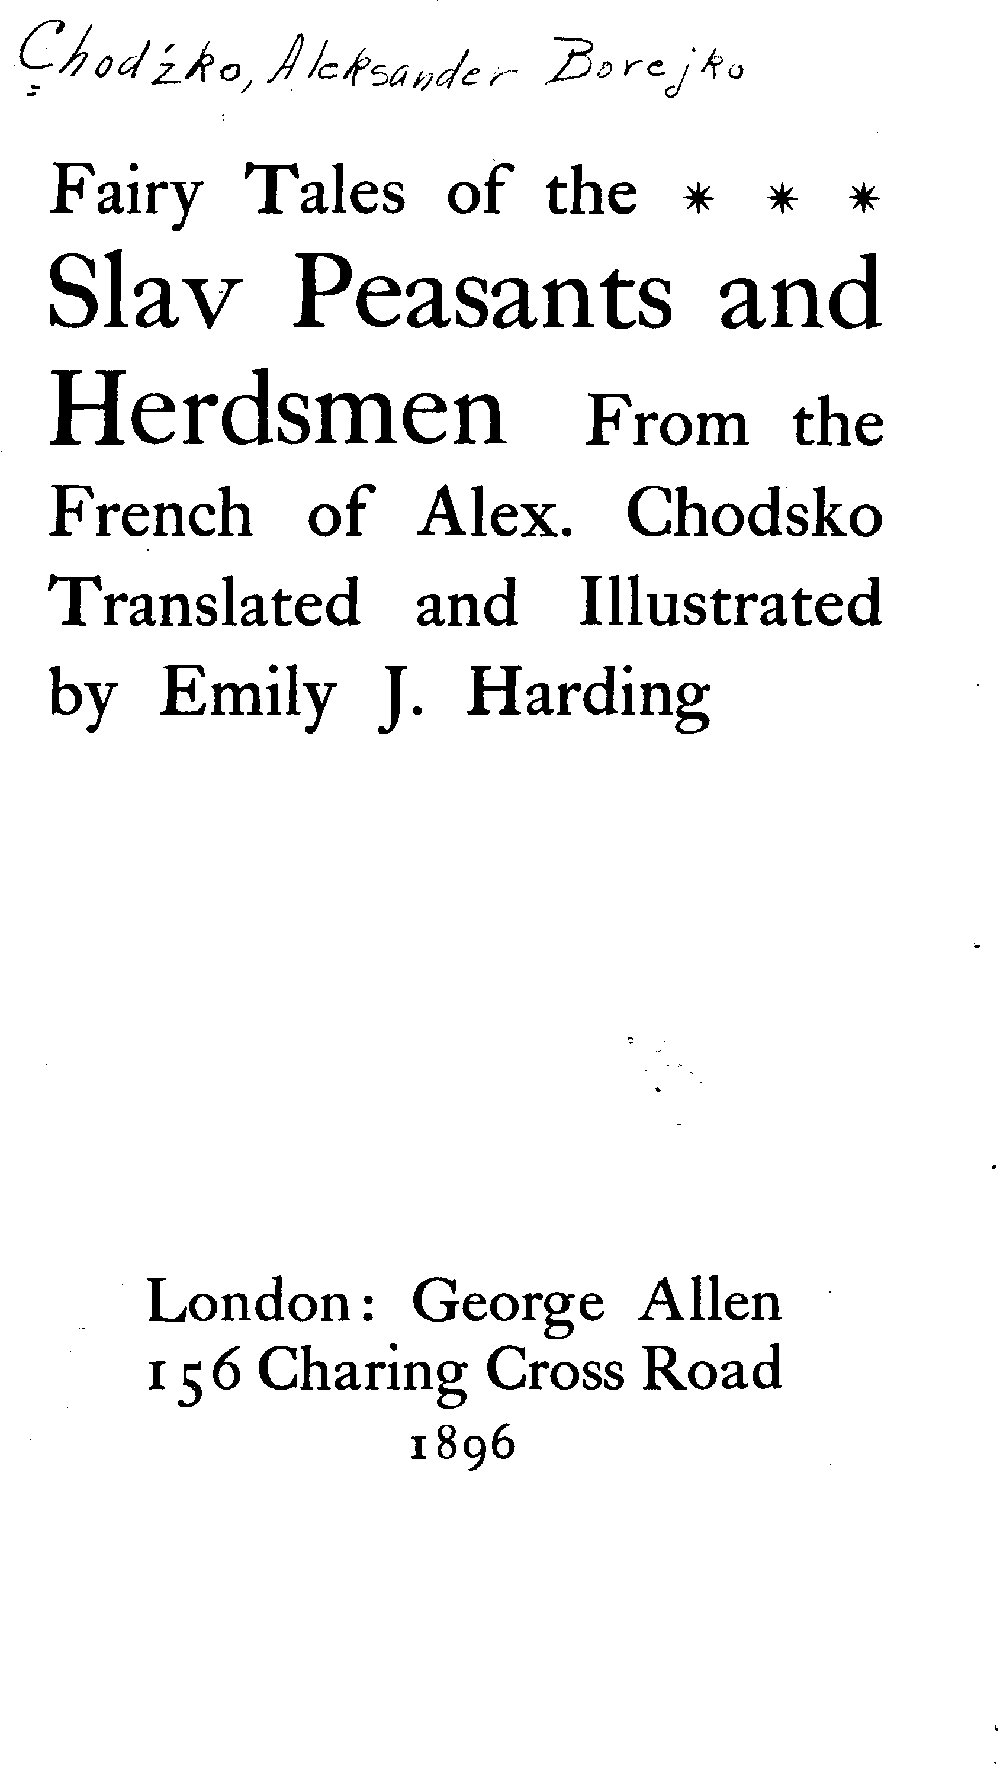 Chodźko, Aleksander Borejko
Fairy Tales of the * * *
Slav Peasants and
Herdsmen From the
French of Alex. Chodsko
Translated and Illustrated
by Emily J. Harding
London: George Allen
156 Charing Cross Road
1896